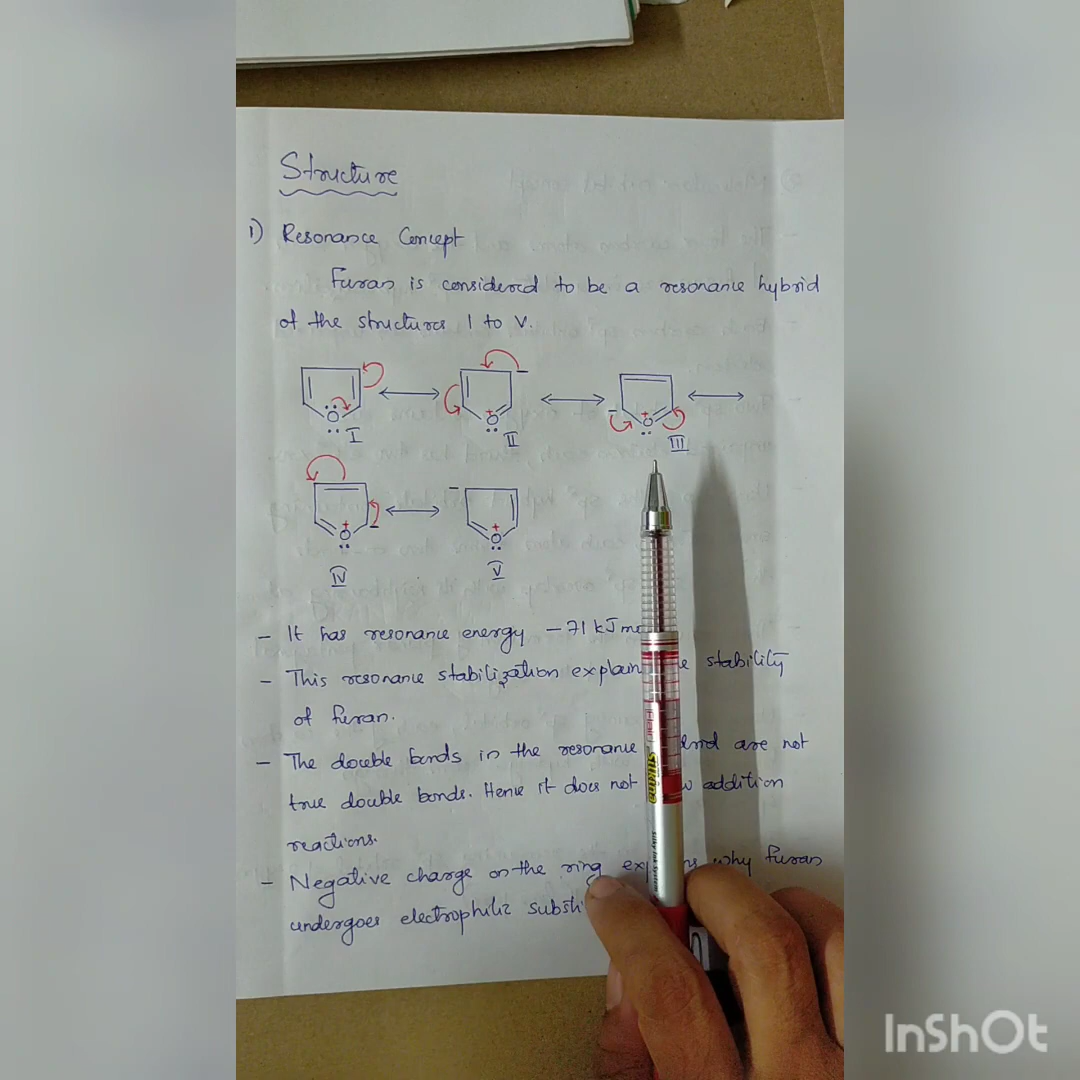 Structure
1) Resonance Concept
Furan is considered to be a resonance hybrid
of the structures I to V.
I
II
III
IV
V
- It has resonance energy - 71 kJ
- This resonance stabilization explain stability
of furan.
- The double bonds in the resonance are not
true double bonds. Hence it does not addition
reactions.
- Negative charge on the ring why furan
undergoes electrophilic
Flair
InShOt